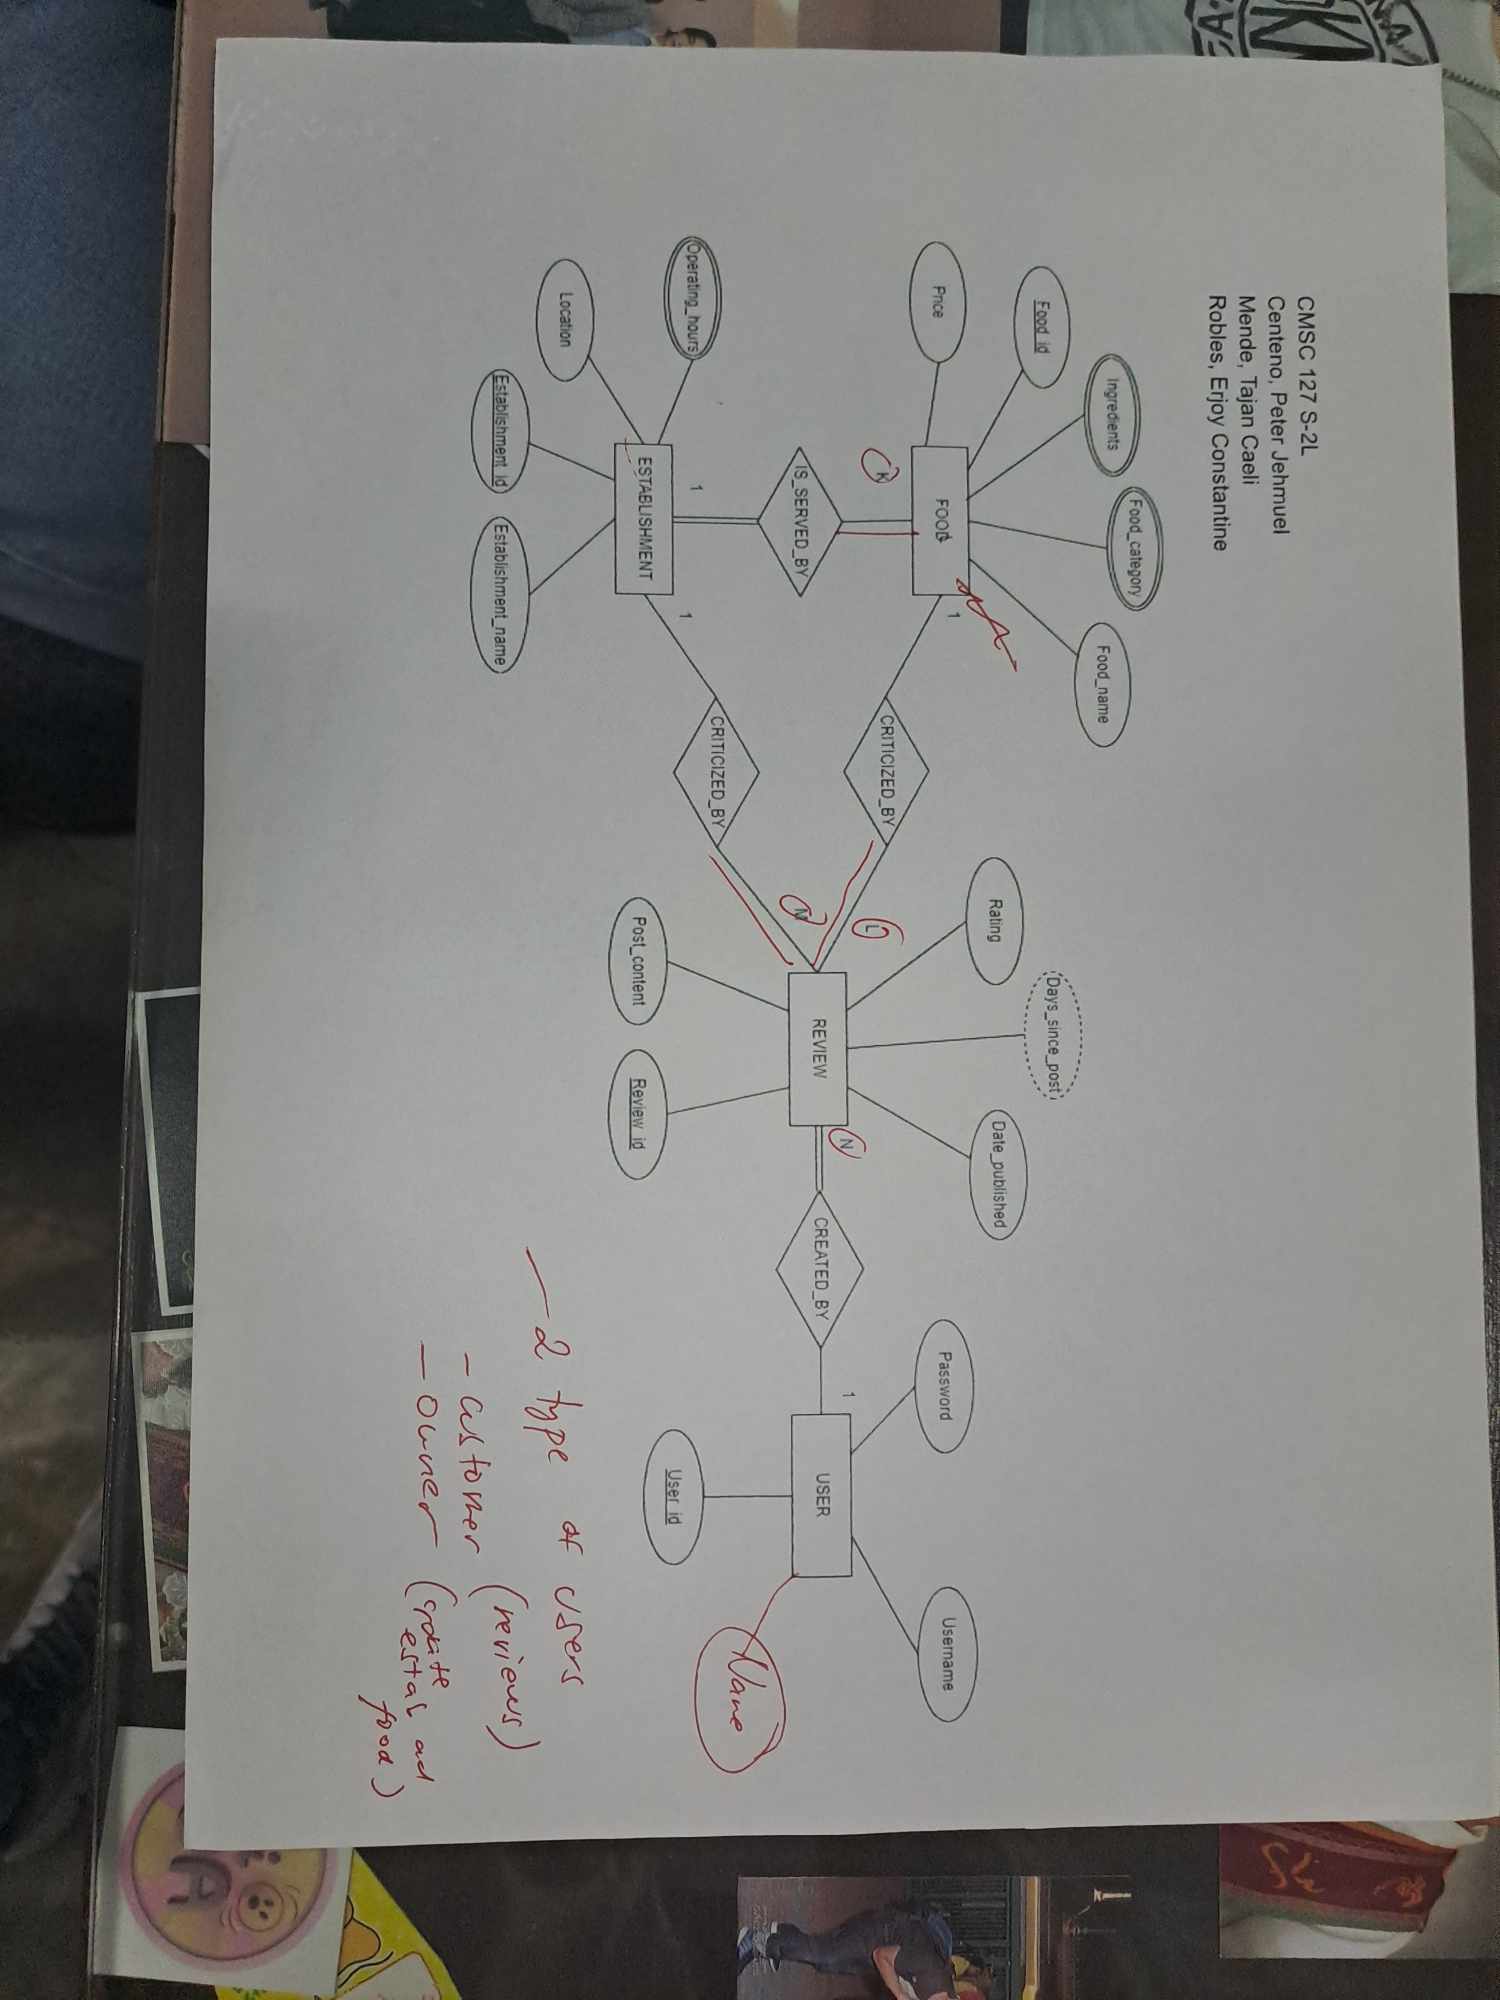 CMSC 127 S-2L
Centeno, Peter Jehmuel
Mende, Tajan Caeli
Robles, Erjoy Constantine
Food_category
Ingredients
Food_name
Food_id
Price
FOOD
1
K
CRITICIZED_BY
L
IS_SERVED_BY
M
Days_since_post
Rating
Date_published
REVIEW
N
CREATED_BY
1
Password
Username
USER
Name
User_id
Operating_hours
1
1
CRITICIZED_BY
ESTABLISHMENT
Location
Establishment_id
Establishment_name
Post_content
Review_id
- 2 type of users
(reviews)
- customer
- owner (create
estab ad
food)